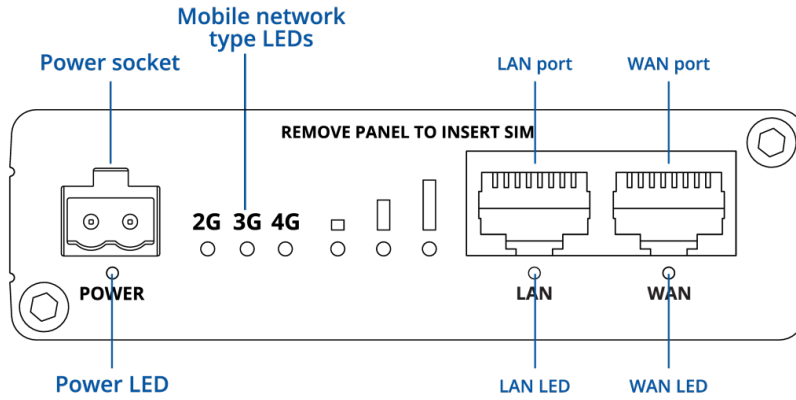 Mobile network
type LEDs
Power socket
LAN port
WAN port
REMOVE PANEL TO INSERT SIM
2G 3G 4G
POWER
LAN
WAN
Power LED
LAN LED
WAN LED